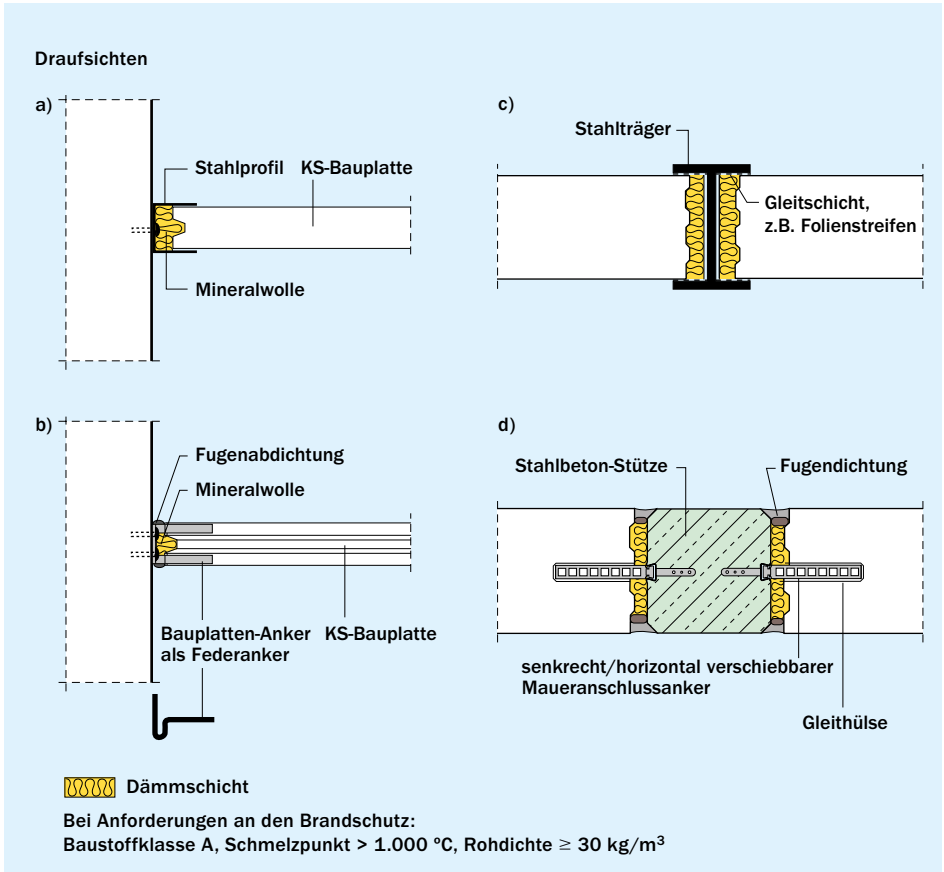 Draufsichten
a)
Stahlprofil KS-Bauplatte
Mineralwolle
b)
Fugenabdichtung
Mineralwolle
Bauplatten-Anker
als Federanker
KS-Bauplatte
c)
Stahlträger
Gleitschicht,
z.B. Folienstreifen
d)
Stahlbeton-Stütze
Fugendichtung
senkrecht/horizontal verschiebbarer
Maueranschlussanker
Gleithülse
Dämmschicht
Bei Anforderungen an den Brandschutz:
Baustoffklasse A, Schmelzpunkt > 1.000 ºC, Rohdichte ≥ 30 kg/m³